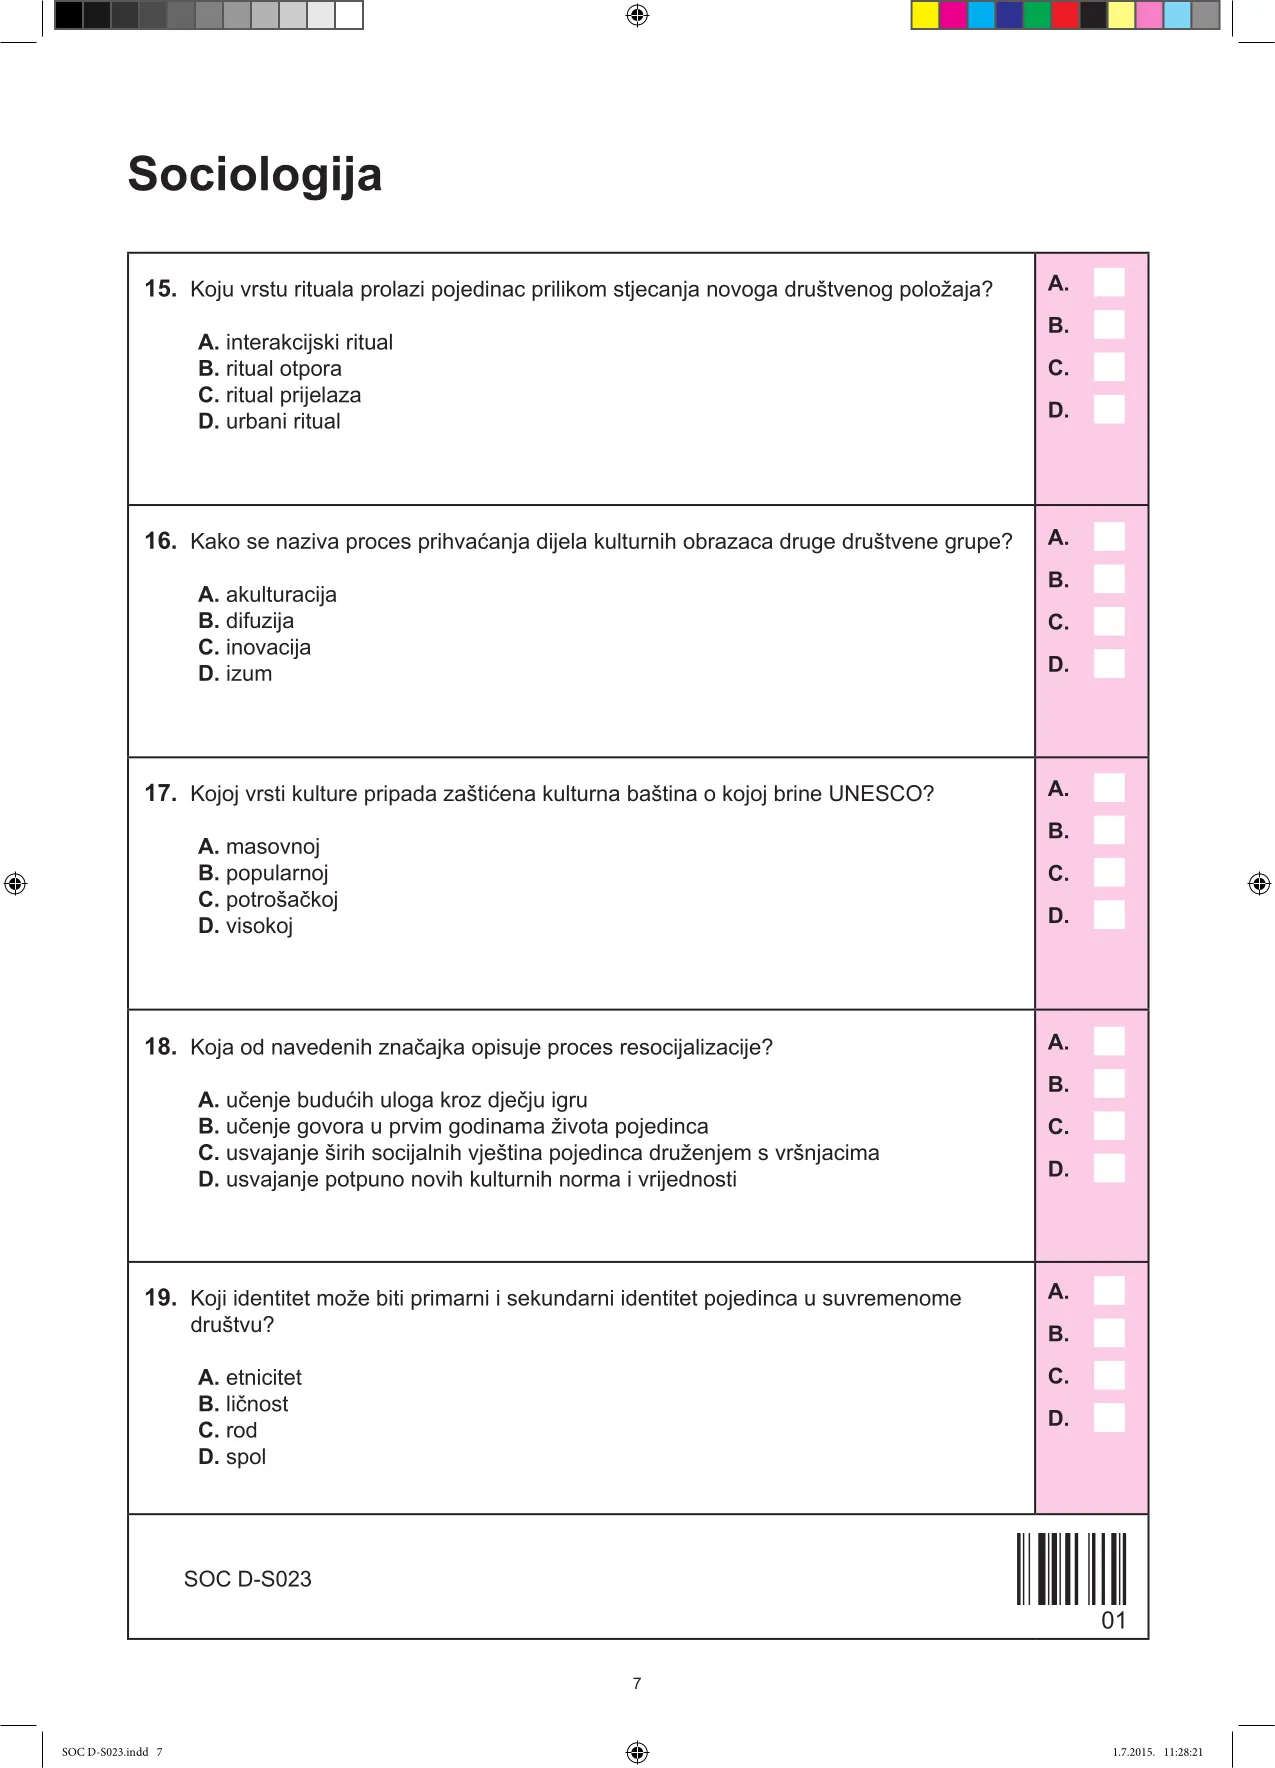 Sociologija
15. Koju vrstu rituala prolazi pojedinac prilikom stjecanja novoga društvenog položaja?
A. interakcijski ritual
B. ritual otpora
C. ritual prijelaza
D. urbani ritual
A.
B.
C.
D.
16. Kako se naziva proces prihvaćanja dijela kulturnih obrazaca druge društvene grupe?
A. akulturacija
B. difuzija
C. inovacija
D. izum
A.
B.
C.
D.
17. Kojoj vrsti kulture pripada zaštićena kulturna baština o kojoj brine UNESCO?
A. masovnoj
B. popularnoj
C. potrošačkoj
D. visokoj
A.
B.
C.
D.
18. Koja od navedenih značajka opisuje proces resocijalizacije?
A. učenje budućih uloga kroz dječju igru
B. učenje govora u prvim godinama života pojedinca
C. usvajanje širih socijalnih vještina pojedinca druženjem s vršnjacima
D. usvajanje potpuno novih kulturnih norma i vrijednosti
A.
B.
C.
D.
19. Koji identitet može biti primarni i sekundarni identitet pojedinca u suvremenome
društvu?
A. etnicitet
B. ličnost
C. rod
D. spol
A.
B.
C.
D.
SOC D-S023
01
7
SOC D-S023.indd 7
1.7.2015. 11:28:21